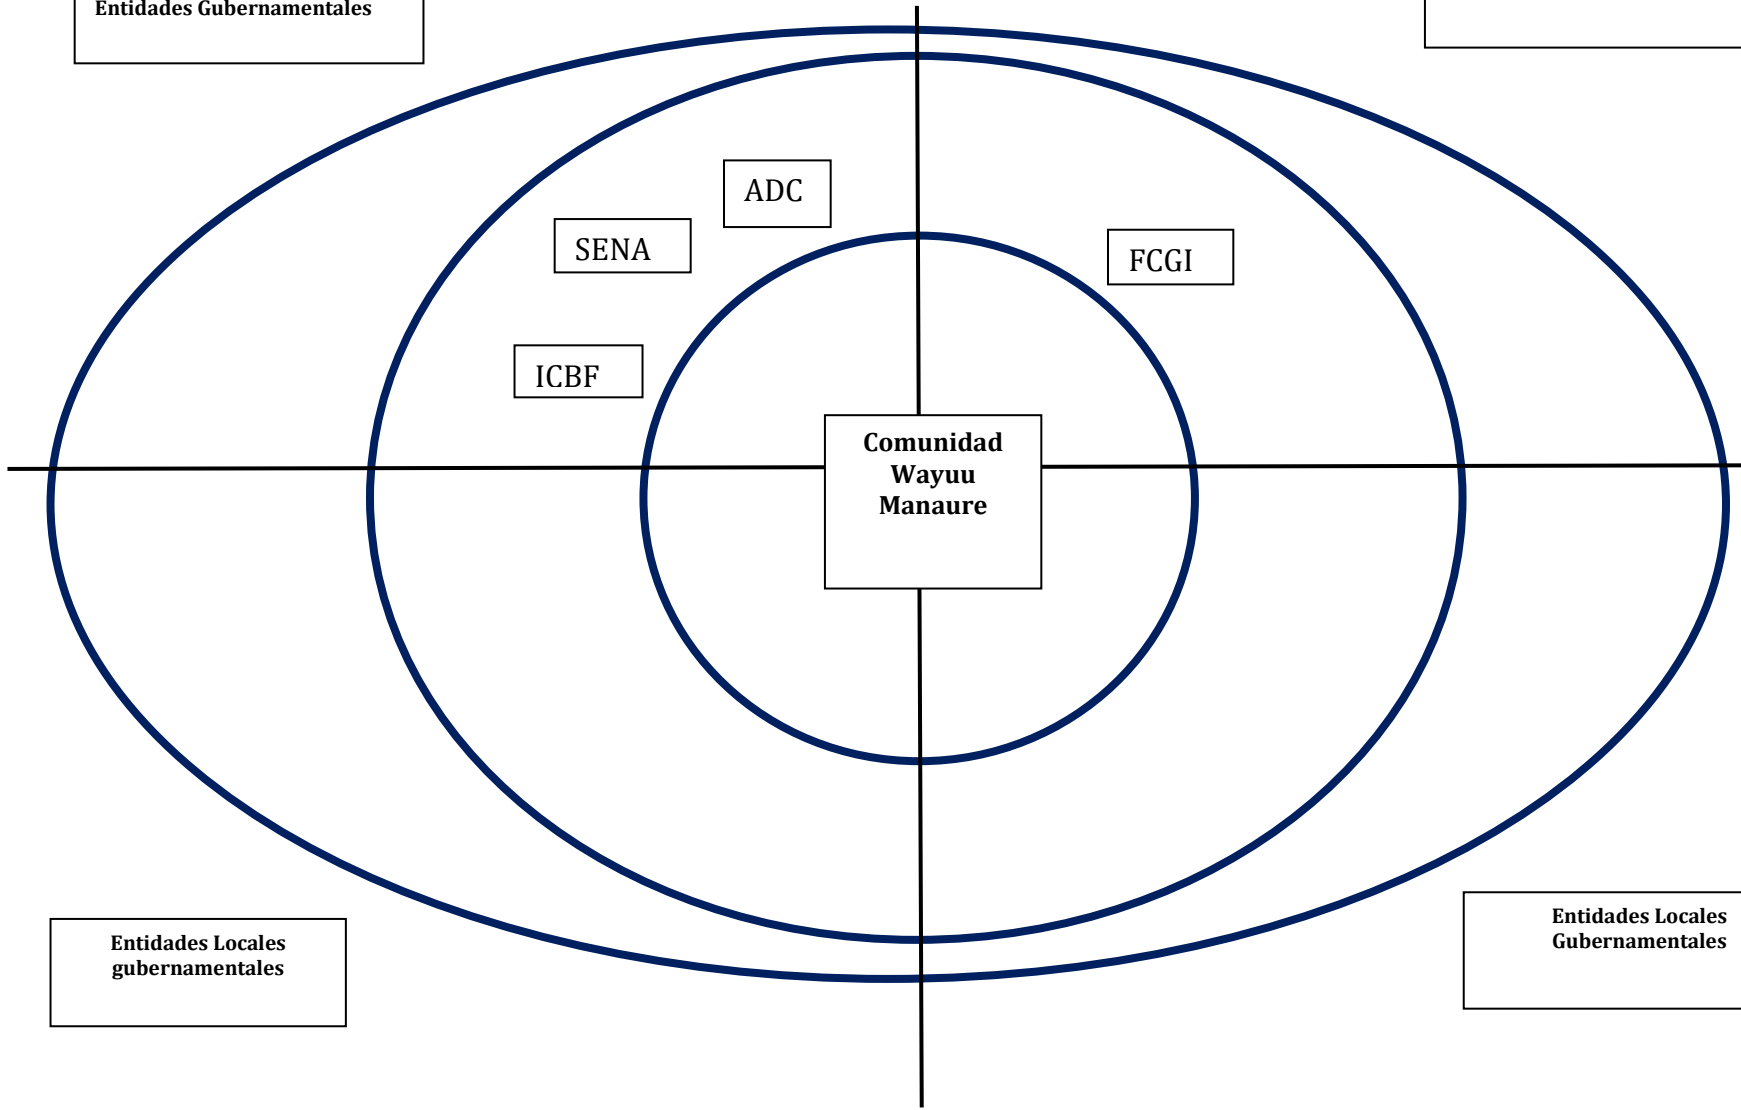 Entidades Gubernamentales
ADC
SENA
FCGI
ICBF
Comunidad
Wayuu
Manaure
Entidades Locales
Gubernamentales
Entidades Locales
gubernamentales